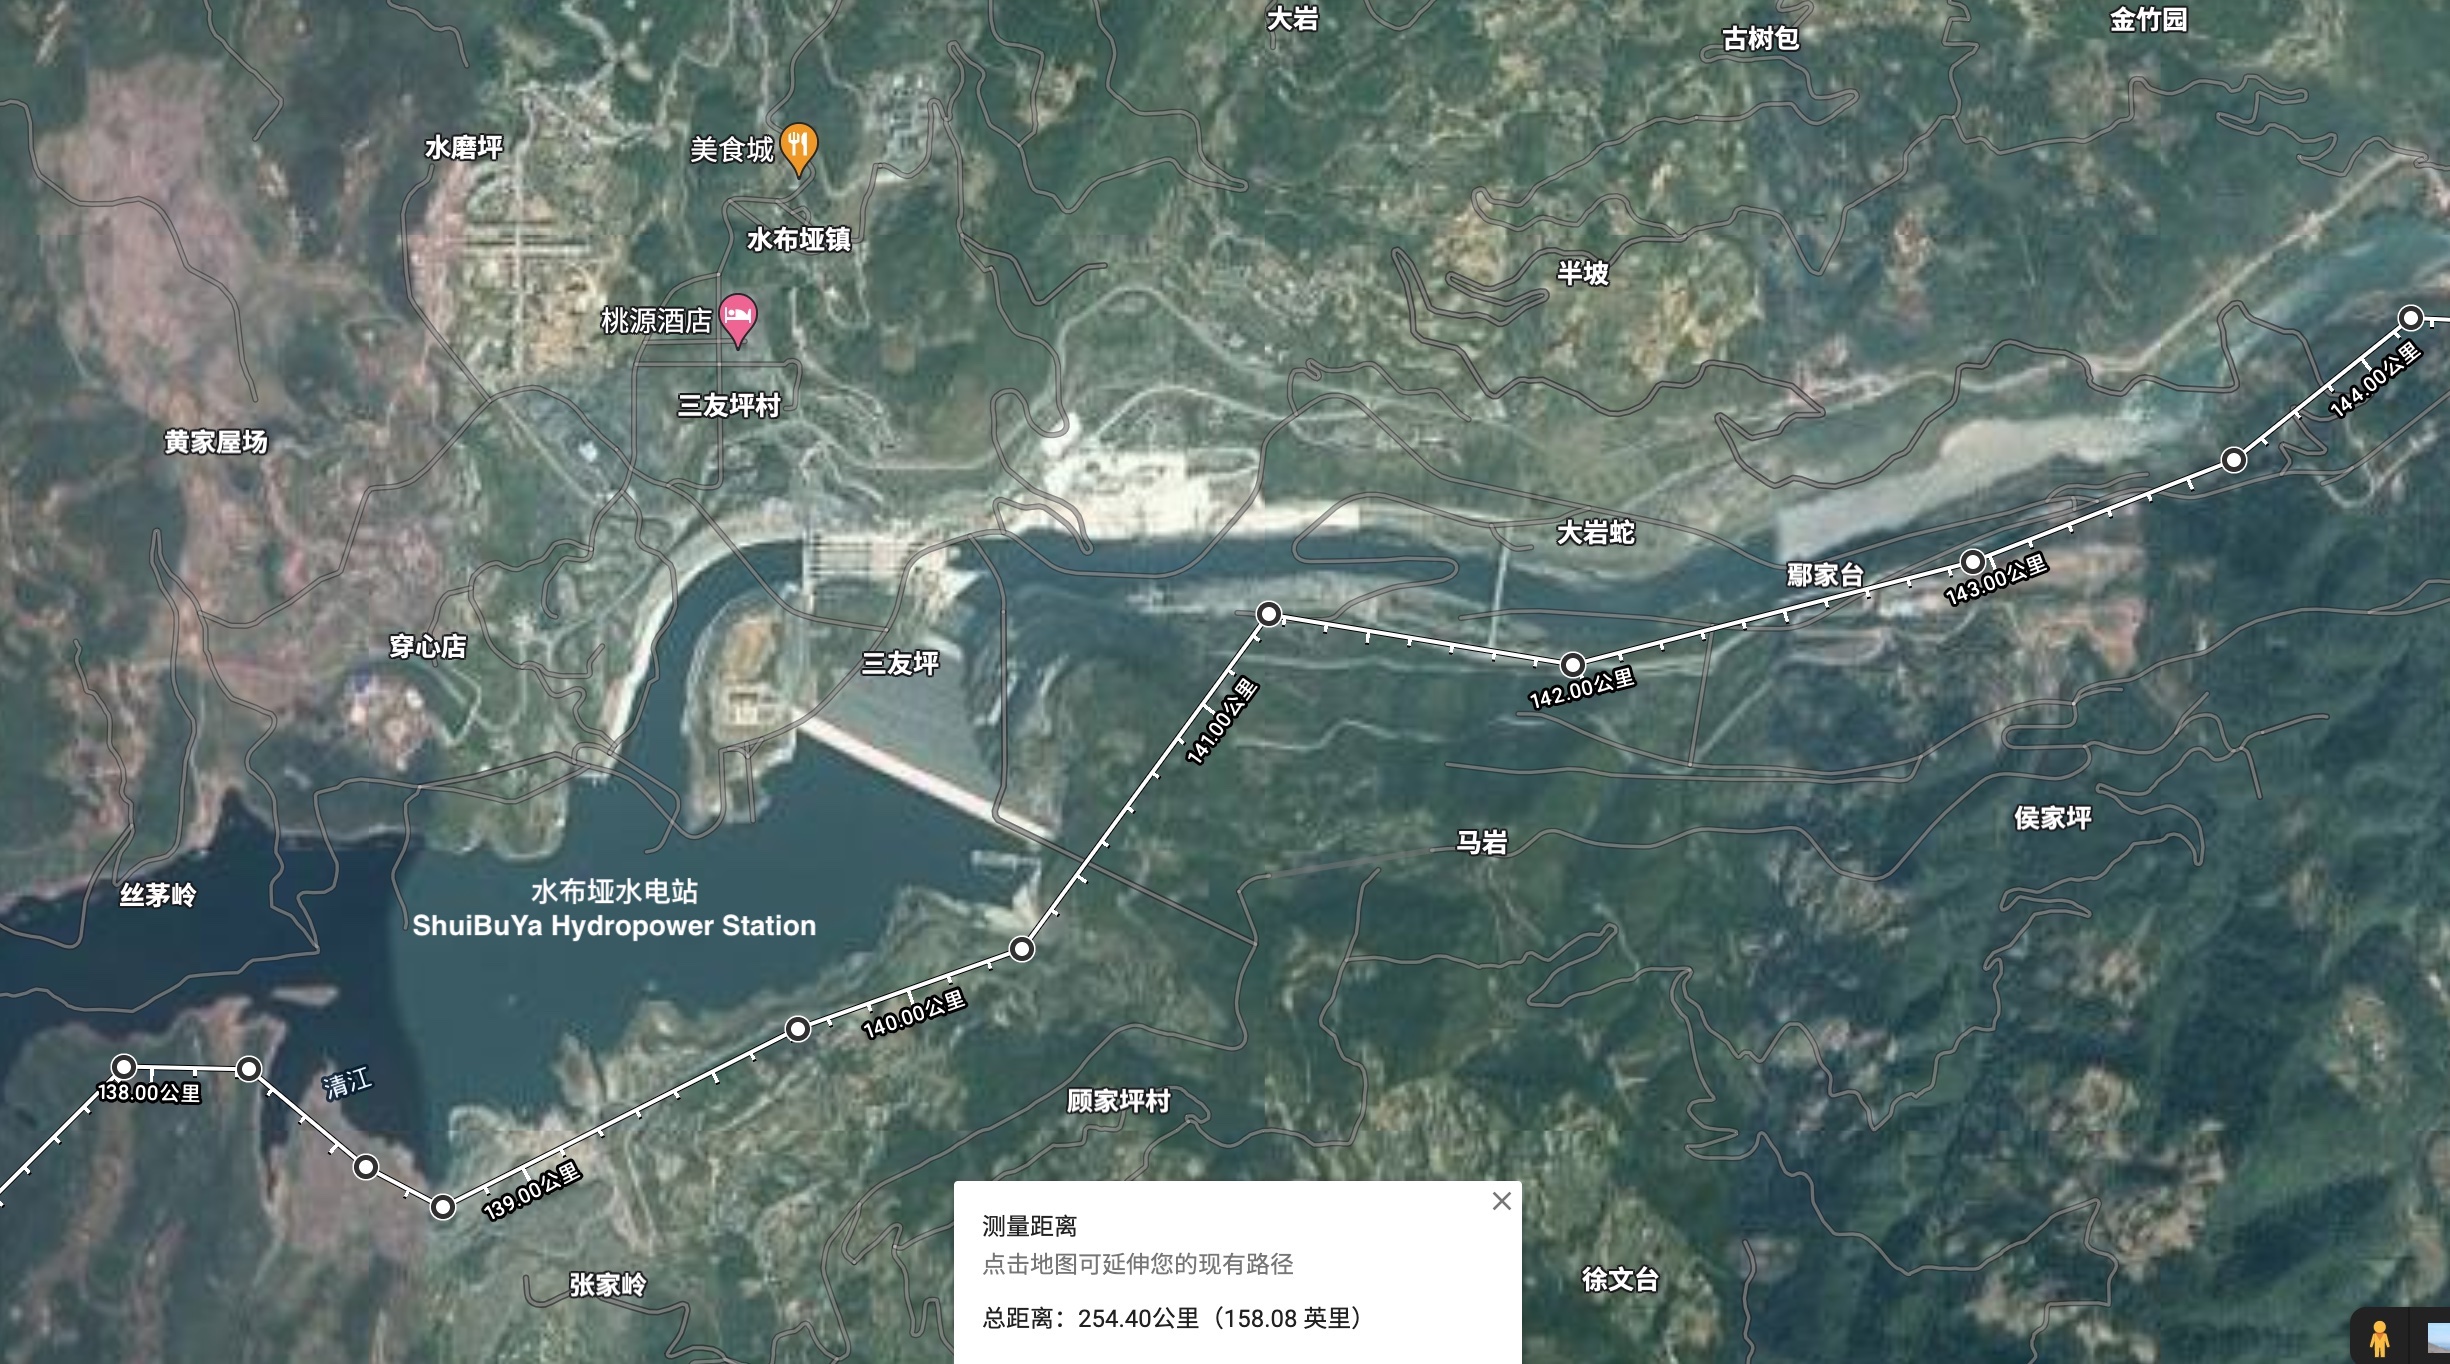 大岩
金竹园
古树包
水磨坪
美食城
水布垭镇
半坡
桃源酒店
三友坪村
144.00公里
黄家屋场
大岩蛇
鄢家台
143.00公里
穿心店
三友坪
142.00公里
141.00公里
侯家坪
马岩
丝茅岭
水布垭水电站
ShuiBuYa Hydropower Station
140.00公里
清江
138.00公里
顾家坪村
139.00公里
张家岭
徐文台
测量距离
点击地图可延伸您的现有路径
总距离：254.40公里（158.08 英里）